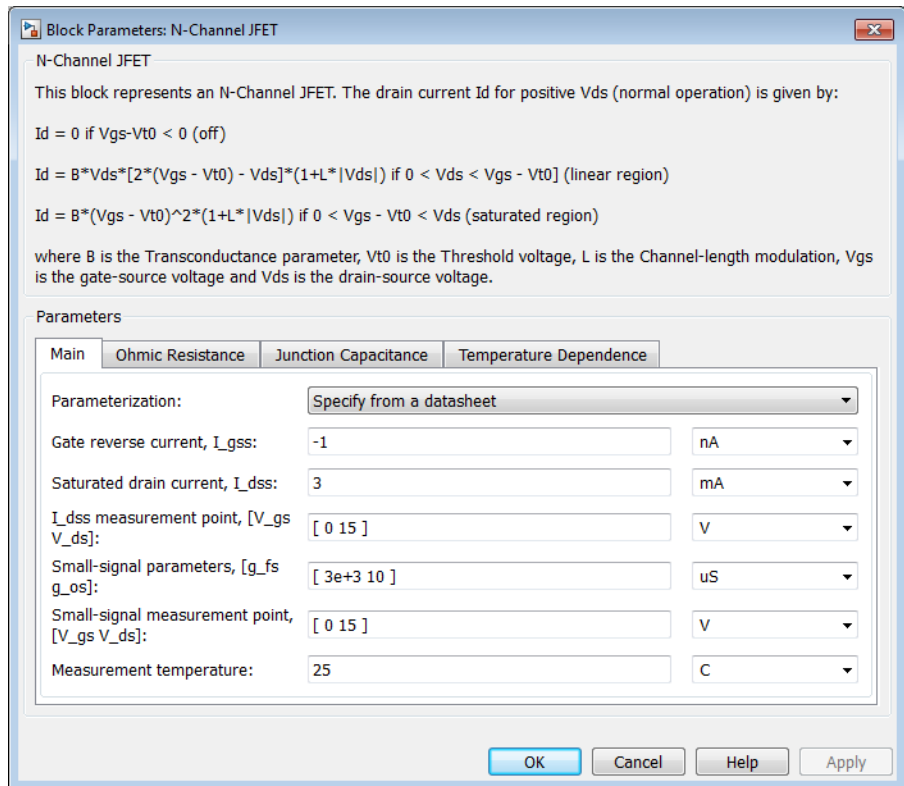 Block Parameters: N-Channel JFET
N-Channel JFET
This block represents an N-Channel JFET. The drain current Id for positive Vds (normal operation) is given by:
Id = 0 if Vgs-Vt0 < 0 (off)
Id = B*Vds*[2*(Vgs - Vt0) - Vds]*(1+L*|Vds|) if 0 < Vds < Vgs - Vt0] (linear region)
Id = B*(Vgs - Vt0)^2*(1+L*|Vds|) if 0 < Vgs - Vt0 < Vds (saturated region)
where B is the Transconductance parameter, Vt0 is the Threshold voltage, L is the Channel-length modulation, Vgs
is the gate-source voltage and Vds is the drain-source voltage.
Parameters
Main Ohmic Resistance Junction Capacitance Temperature Dependence
Parameterization: Specify from a datasheet
Gate reverse current, I_gss: -1 nA
Saturated drain current, I_dss: 3 mA
I_dss measurement point, [V_gs
V_ds]: [ 0 15 ] V
Small-signal parameters, [g_fs
g_os]: [ 3e+3 10 ] uS
Small-signal measurement point,
[V_gs V_ds]: [ 0 15 ] V
Measurement temperature: 25 C
OK Cancel Help Apply